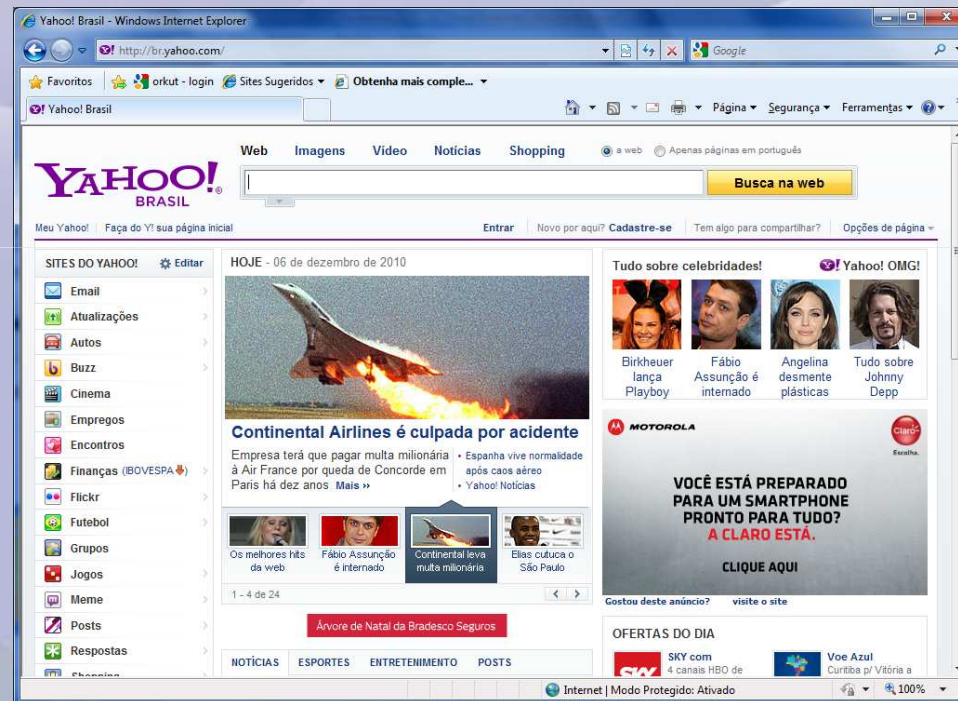 Yahoo! Brasil - Windows Internet Explorer
http://br.yahoo.com/
Google
Favoritos
orkut - login
Sites Sugeridos
Obtenha mais comple...
Yahoo! Brasil
Página
Segurança
Ferramentas
Web Imagens Video Notícias Shopping
a web Apenas páginas em português
YAHOO!®
BRASIL
Busca na web
Meu Yahoo! Faça do Y! sua página inicial
Entrar Novo por aqui? Cadastre-se Tem algo para compartilhar? Opções de página
SITES DO YAHOO! Editar
Email
Atualizações
Autos
Buzz
Cinema
Empregos
Encontros
Finanças (IBOVESPA)
Flickr
Futebol
Grupos
Jogos
Meme
Posts
Respostas
Shopping
HOJE - 06 de dezembro de 2010
Continental Airlines é culpada por acidente
Empresa terá que pagar multa milionária
à Air France por queda de Concorde em
Paris há dez anos Mais »
• Espanha vive normalidade
após caos aéreo
• Yahoo! Notícias
Os melhores hits
da web
Fábio Assunção
é internado
Continental leva
multa milionária
Elias cutuca o
São Paulo
1 - 4 de 24
Árvore de Natal da Bradesco Seguros
NOTÍCIAS ESPORTES ENTRETENIMENTO POSTS
Tudo sobre celebridades! Yahoo! OMG!
Birkheuer
lança
Playboy
Fábio
Assunção é
internado
Angelina
desmente
plásticas
Tudo sobre
Johnny
Depp
MOTOROLA
Claro
Escolha.
VOCÊ ESTÁ PREPARADO
PARA UM SMARTPHONE
PRONTO PARA TUDO?
A CLARO ESTÁ.
CLIQUE AQUI
Gostou deste anúncio? visite o site
OFERTAS DO DIA
SKY
SKY com
4 canais HBO de
Voe Azul
Curitiba p/ Vitória a
Internet | Modo Protegido: Ativado
100%